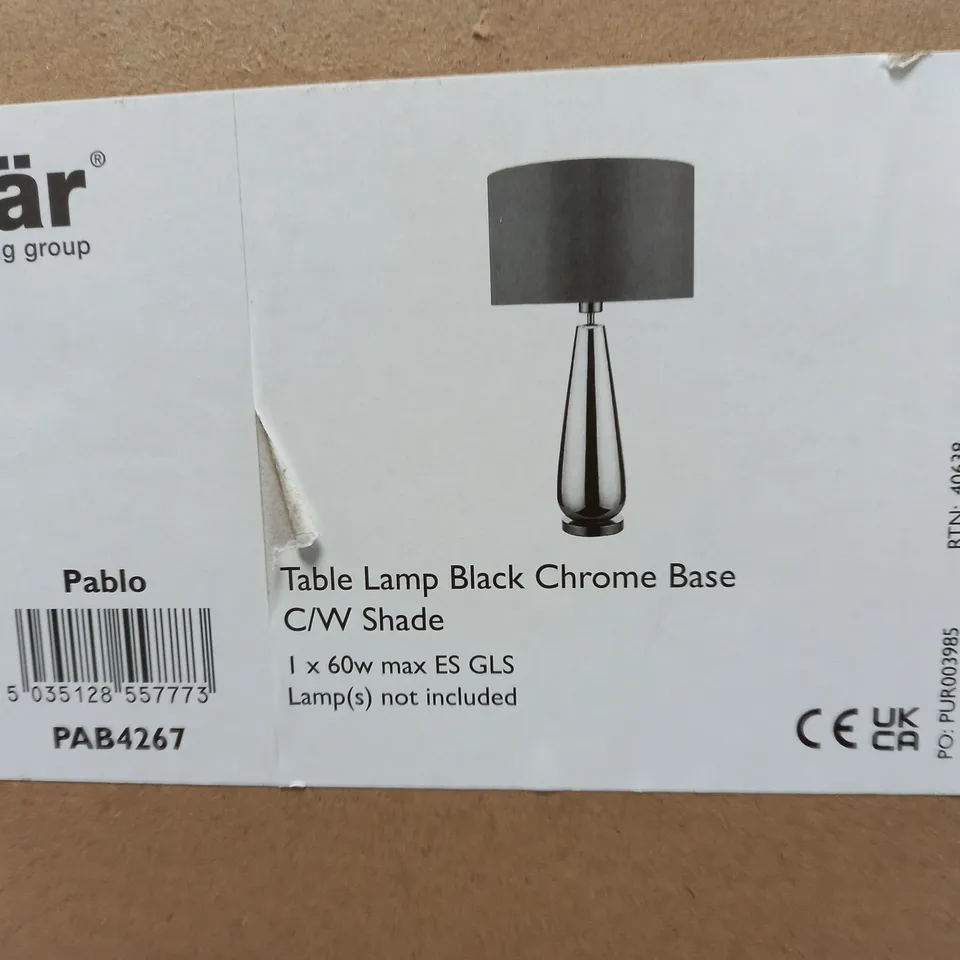 är®
g group
Pablo
5 035128 557773
PAB4267
Table Lamp Black Chrome Base
C/W Shade
1 x 60w max ES GLS
Lamp(s) not included
CE UK
CA
PO: PUR003985
RTN: 40638